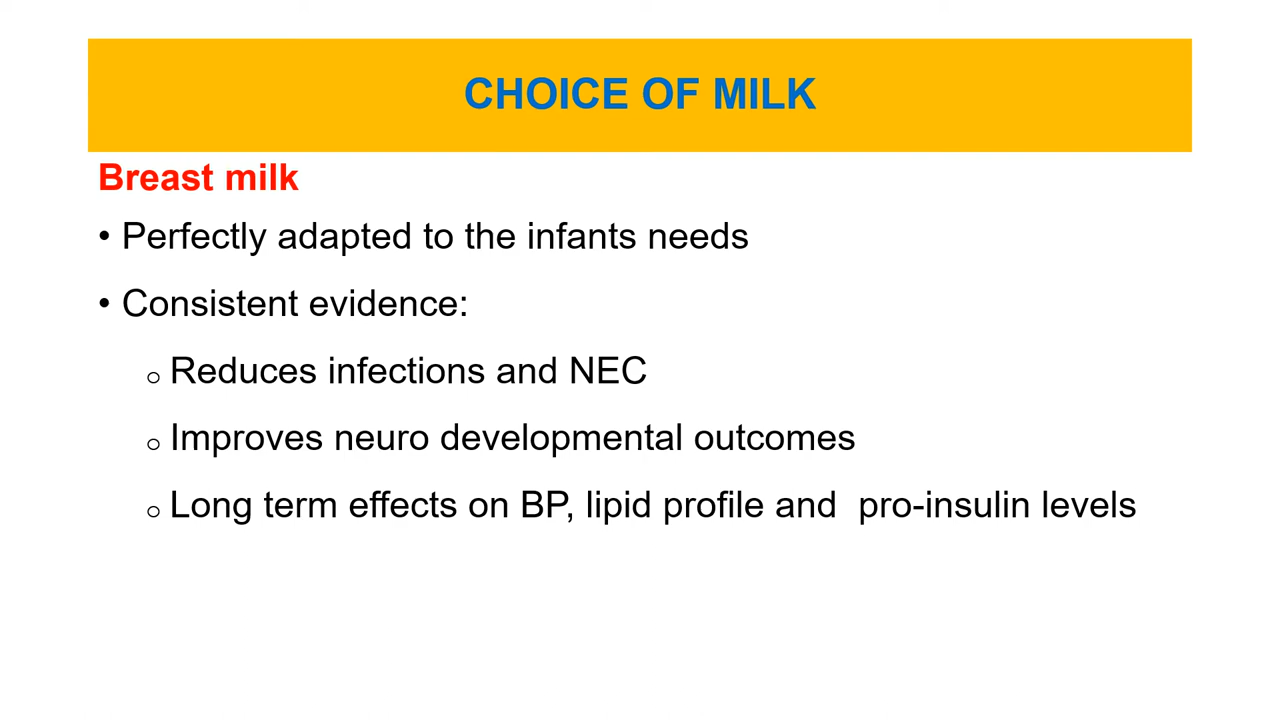 CHOICE OF MILK
Breast milk
• Perfectly adapted to the infants needs
• Consistent evidence:
o Reduces infections and NEC
o Improves neuro developmental outcomes
o Long term effects on BP, lipid profile and  pro-insulin levels